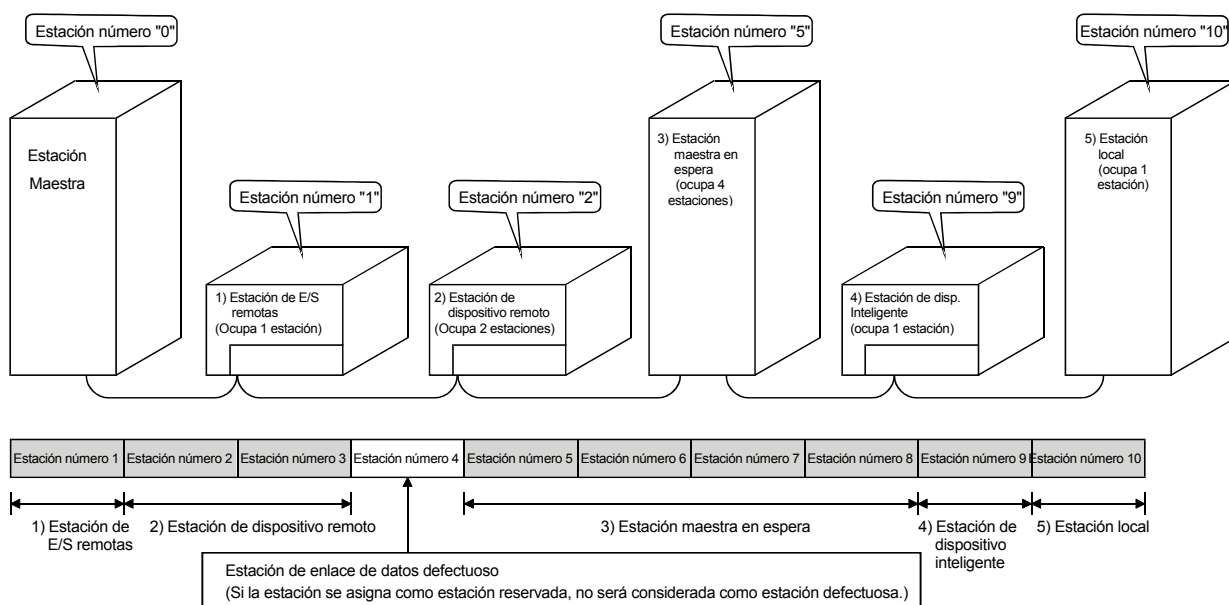 Estación número "0"
Estación número "5"
Estación número "10"
Estación
Maestra
3) Estación
maestra en
espera
(ocupa 4
estaciones)
5) Estación
local
(ocupa 1
estación)
Estación número "1"
Estación número "2"
Estación número "9"
1) Estación de E/S
remotas
(Ocupa 1 estación)
2) Estación de
dispositivo remoto
(Ocupa 2 estaciones)
4) Estación de disp.
Inteligente
(ocupa 1 estación)
Estación número 1
Estación número 2
Estación número 3
Estación número 4
Estación número 5
Estación número 6
Estación número 7
Estación número 8
Estación número 9
Estación número 10
1) Estación de
E/S remotas
2) Estación de dispositivo remoto
3) Estación maestra en espera
4) Estación de
dispositivo
inteligente
5) Estación local
Estación de enlace de datos defectuoso
(Si la estación se asigna como estación reservada, no será considerada como estación defectuosa.)